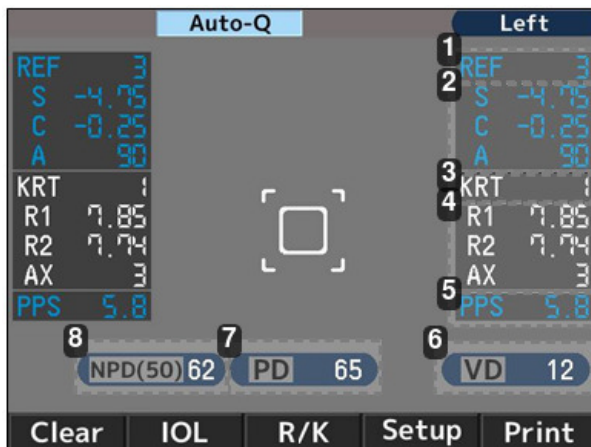 Auto-Q Left
REF 3 1 REF 3
S -4.75 2 S -4.75
C -0.25 C -0.25
A 90 A 90
KRT 1 3 KRT 1
R1 7.85 4 R1 7.85
R2 7.74 R2 7.74
AX 3 AX 3
PPS 5.8 5 PPS 5.8
8 NPD(50) 62 7 PD 65 6 VD 12
Clear IOL R/K Setup Print